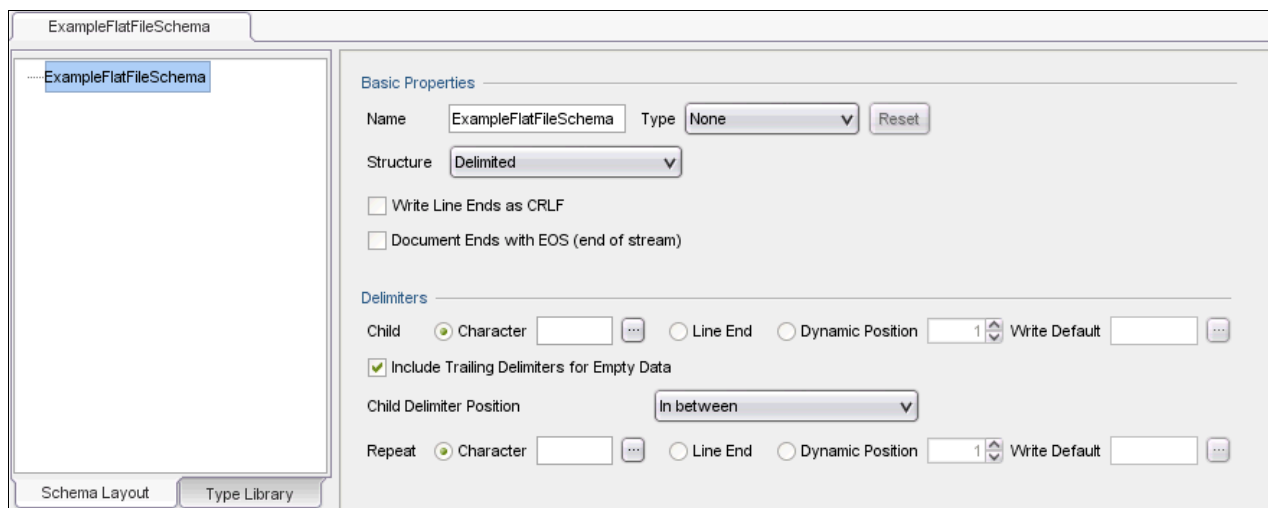 ExampleFlatFileSchema
ExampleFlatFileSchema
Basic Properties
Name ExampleFlatFileSchema Type None Reset
Structure Delimited
Write Line Ends as CRLF
Document Ends with EOS (end of stream)
Delimiters
Child Character ... Line End Dynamic Position 1 Write Default ...
Include Trailing Delimiters for Empty Data
Child Delimiter Position In between
Repeat Character ... Line End Dynamic Position 1 Write Default ...
Schema Layout Type Library